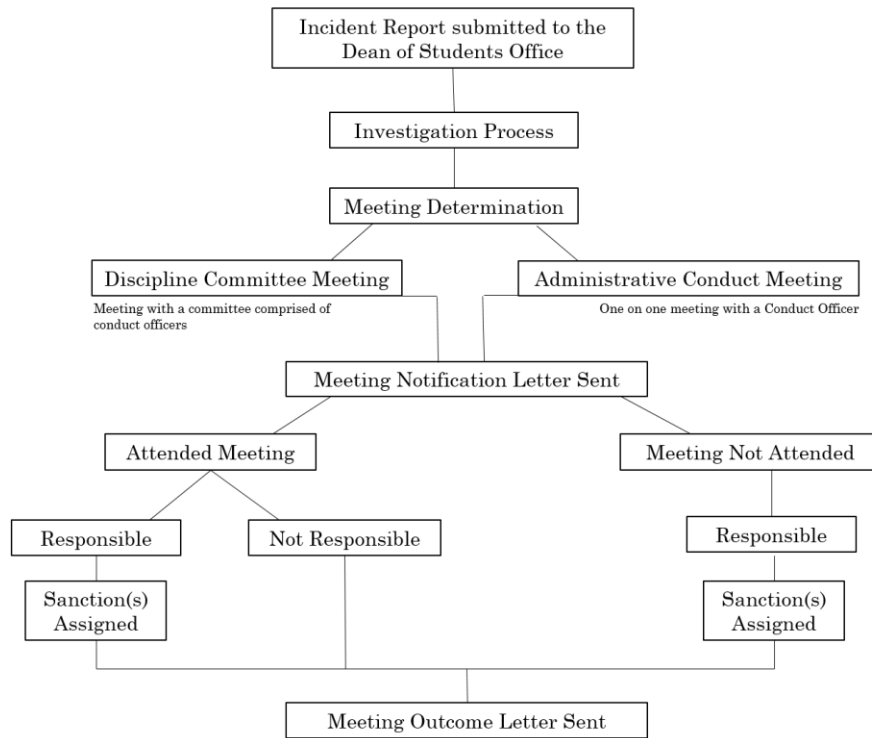 Incident Report submitted to the
Dean of Students Office
Investigation Process
Meeting Determination
Discipline Committee Meeting
Meeting with a committee comprised of
conduct officers
Administrative Conduct Meeting
One on one meeting with a Conduct Officer
Meeting Notification Letter Sent
Attended Meeting
Meeting Not Attended
Responsible
Not Responsible
Responsible
Sanction(s)
Assigned
Sanction(s)
Assigned
Meeting Outcome Letter Sent